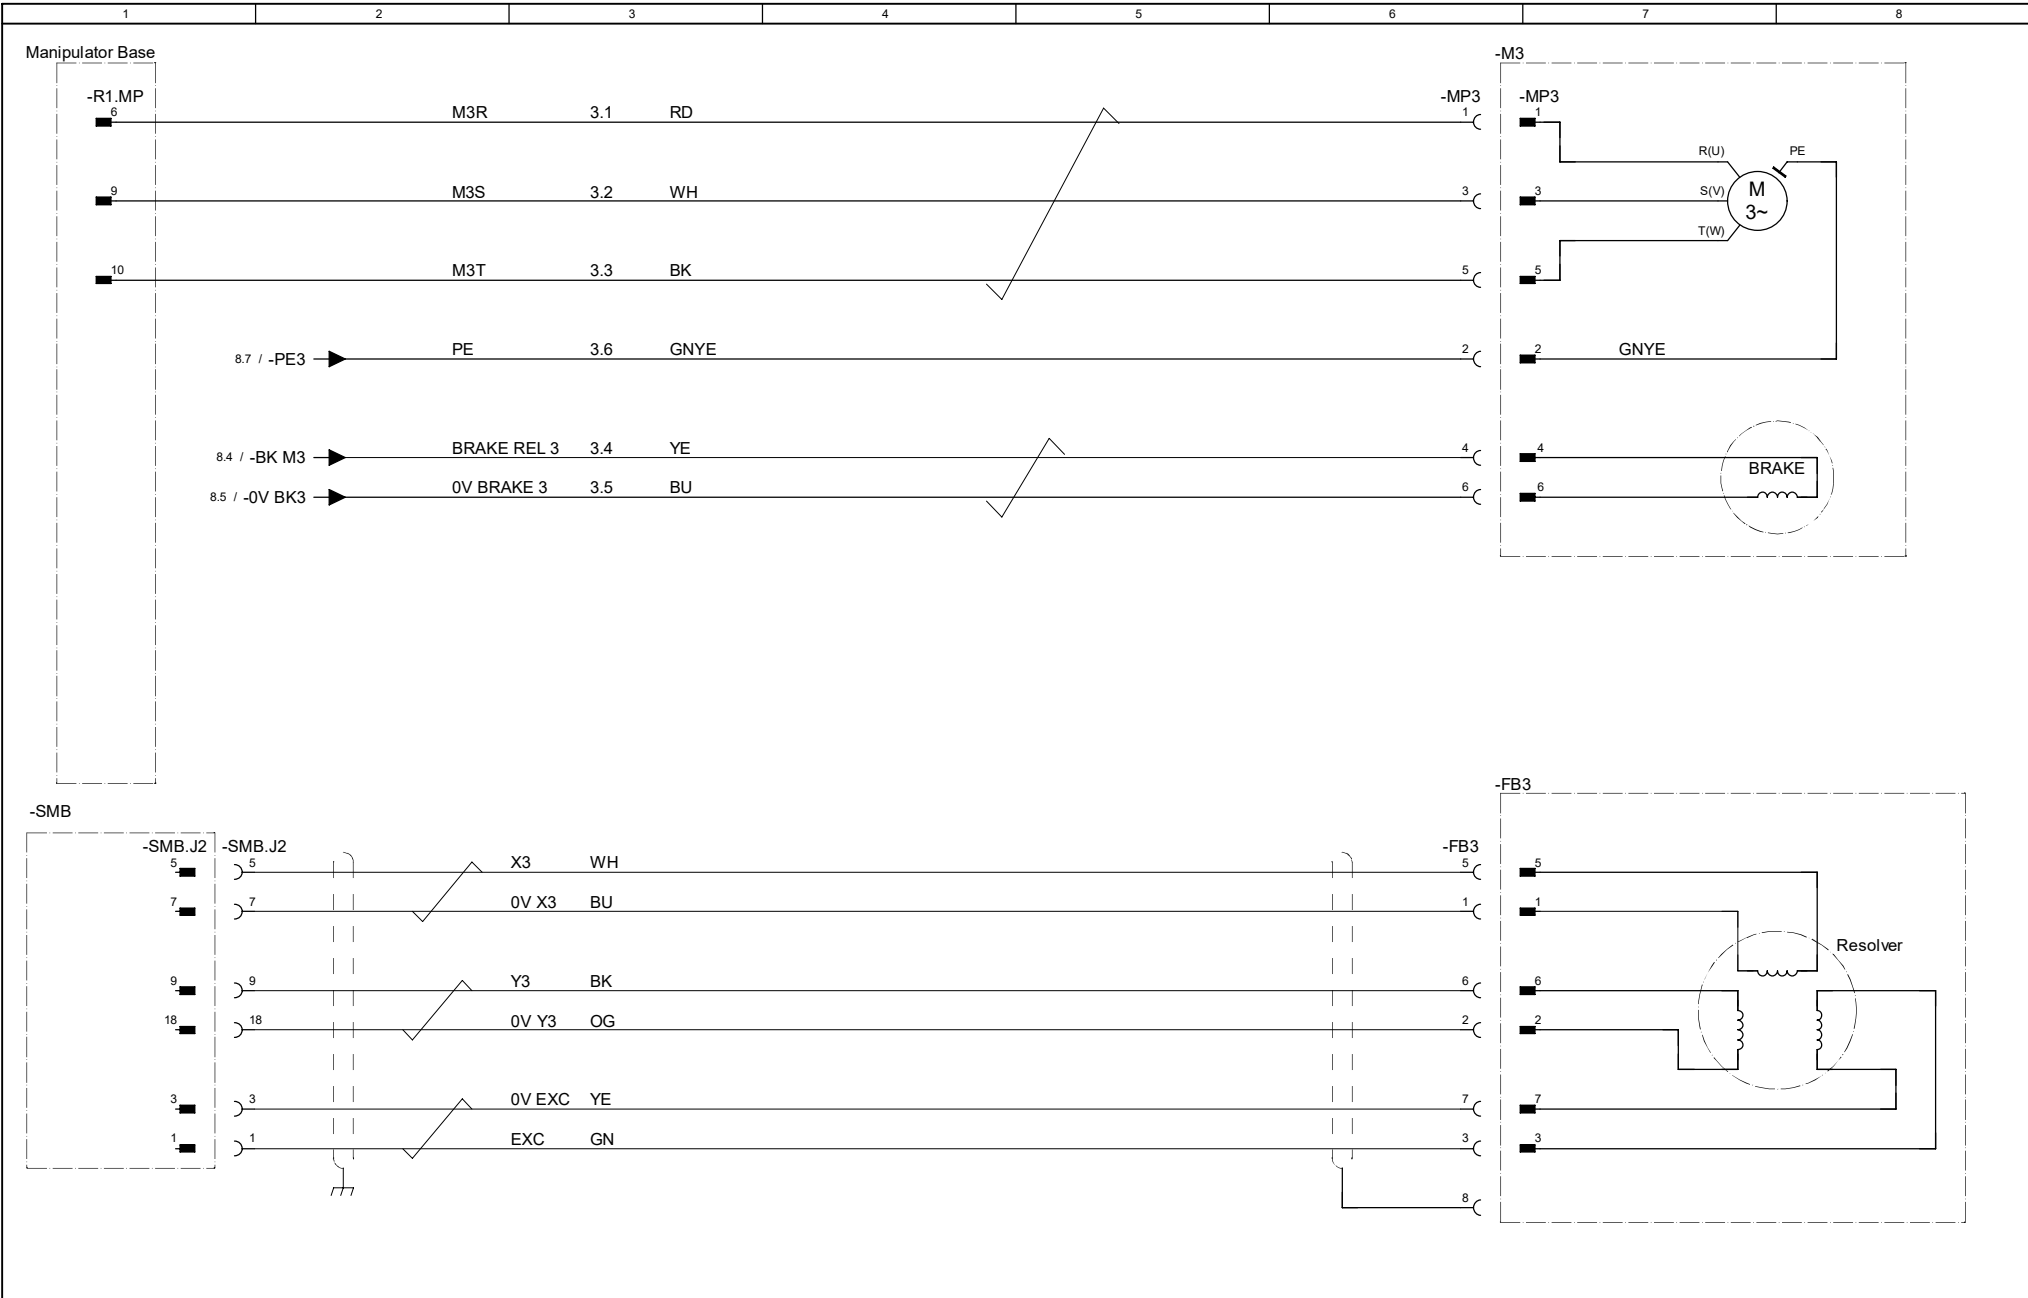 1 2 3 4 5 6 7 8
Manipulator Base -M3
-R1.MP -MP3 -MP3
6 M3R 3.1 RD 1 1
R(U) PE
9 M3S 3.2 WH 3 3 S(V) M
3~
T(W)
10 M3T 3.3 BK 5 5
8.7 / -PE3 PE 3.6 GNYE 2 2 GNYE
8.4 / -BK M3 BRAKE REL 3 3.4 YE 4 4
BRAKE
8.5 / -0V BK3 0V BRAKE 3 3.5 BU 6 6
-FB3
-SMB
-SMB.J2 -SMB.J2 -FB3
5 5 X3 WH 5 5
7 7 0V X3 BU 1 1
Resolver
9 9 Y3 BK 6 6
18 18 0V Y3 OG 2 2
3 3 0V EXC YE 7 7
1 1 EXC GN 3 3
8